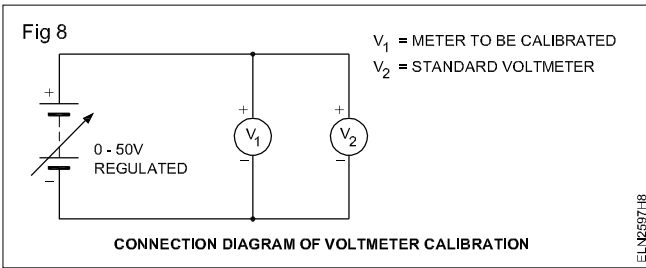 Fig 8
V1 = METER TO BE CALIBRATED
V2 = STANDARD VOLTMETER
+
+
+
V1
V2
0 - 50V
REGULATED
–
–
–
CONNECTION DIAGRAM OF VOLTMETER CALIBRATION
ELN2597H8